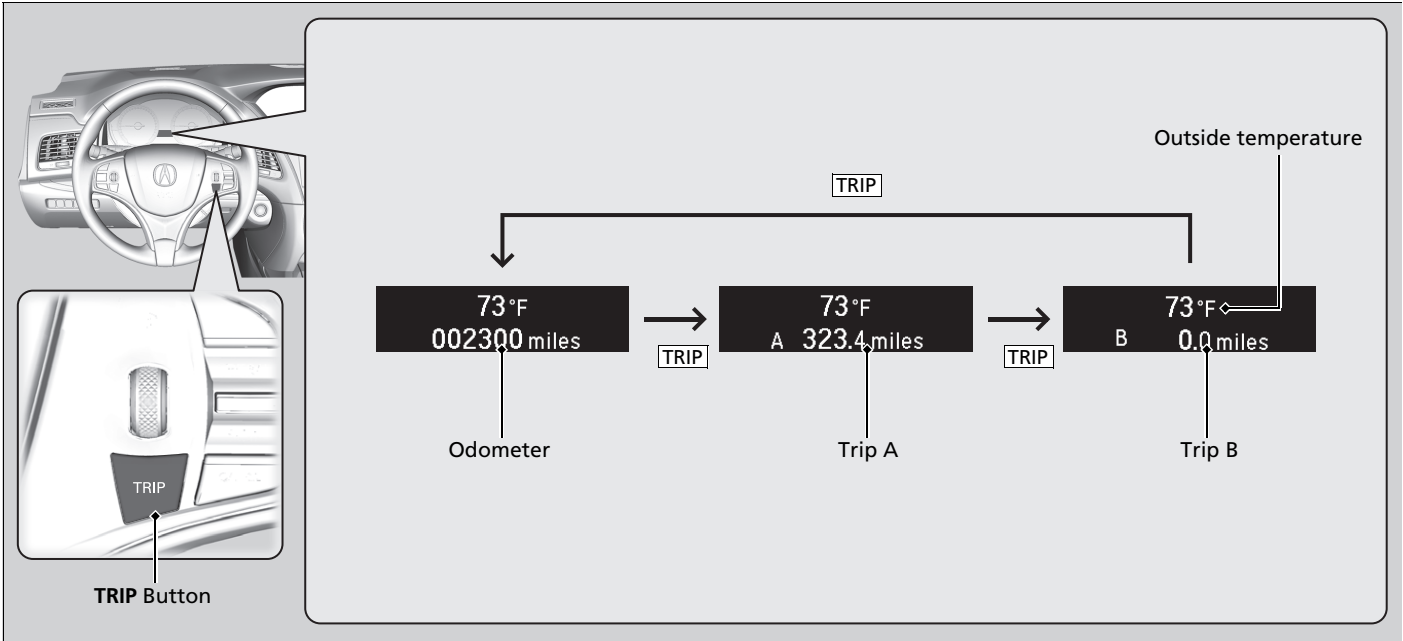 Outside temperature
TRIP
73°F
002300 miles
TRIP
73°F
A 323.4 miles
TRIP
73°F
B 0.0 miles
Odometer
Trip A
Trip B
TRIP
TRIP Button